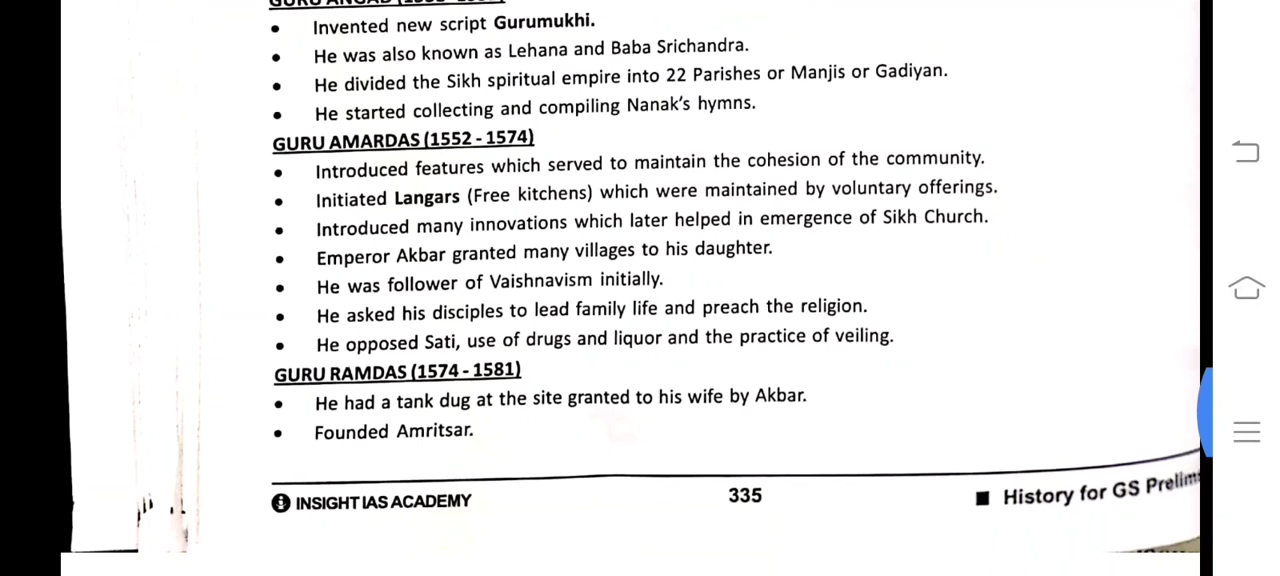 GURU ANGAD
• Invented new script Gurumukhi.
• He was also known as Lehana and Baba Srichandra.
• He divided the Sikh spiritual empire into 22 Parishes or Manjis or Gadiyan.
• He started collecting and compiling Nanak's hymns.
GURU AMARDAS (1552 - 1574)
• Introduced features which served to maintain the cohesion of the community.
• Initiated Langars (Free kitchens) which were maintained by voluntary offerings.
• Introduced many innovations which later helped in emergence of Sikh Church.
• Emperor Akbar granted many villages to his daughter.
• He was follower of Vaishnavism initially.
• He asked his disciples to lead family life and preach the religion.
• He opposed Sati, use of drugs and liquor and the practice of veiling.
GURU RAMDAS (1574 - 1581)
• He had a tank dug at the site granted to his wife by Akbar.
• Founded Amritsar.
INSIGHT IAS ACADEMY 335 ■ History for GS Prelims